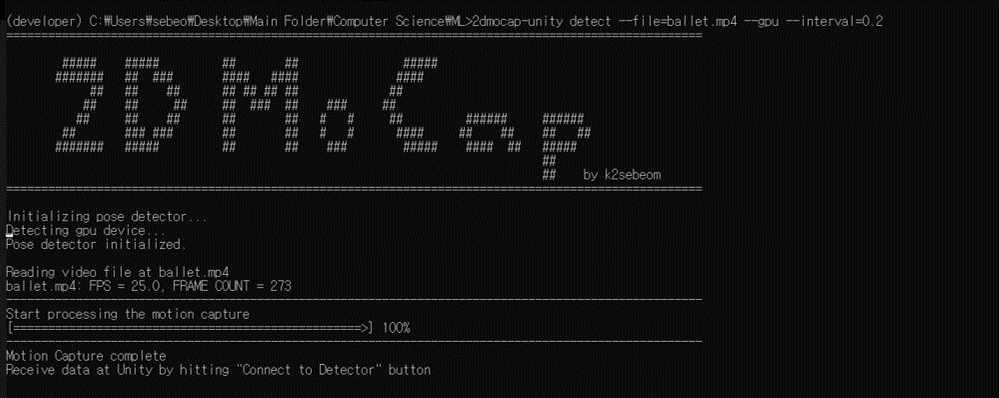 (developer) C:₩Users₩sebeo₩Desktop₩Main Folder₩Computer Science₩ML>2dmocap-unity detect --file=ballet.mp4 --gpu --interval=0.2
2D MoCap
by k2sebeom
Initializing pose detector...
Detecting gpu device...
Pose detector initialized.
Reading video file at ballet.mp4
ballet.mp4: FPS = 25.0, FRAME COUNT = 273
Start processing the motion capture
[==================================================>] 100%
Motion Capture complete
Receive data at Unity by hitting "Connect to Detector" button